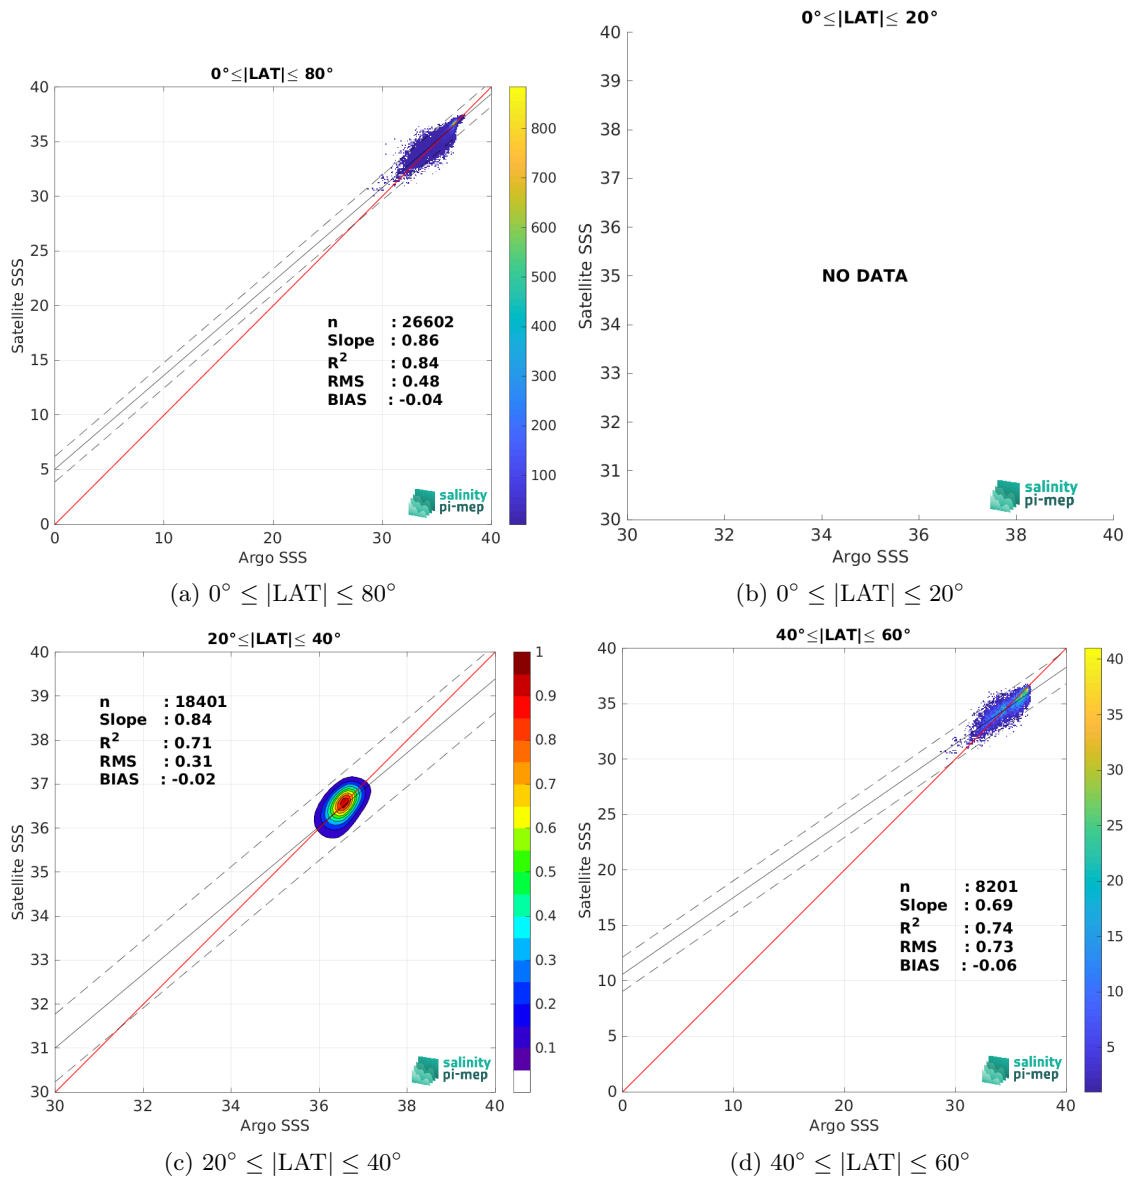 0°≤|LAT|≤ 80°
40
35
30
25
20
15
10
5
0
0
10
20
30
40
Satellite SSS
Argo SSS
n : 26602
Slope : 0.86
R2 : 0.84
RMS : 0.48
BIAS : -0.04
salinity
pi-mep
800
700
600
500
400
300
200
100
(a) 0° ≤ |LAT| ≤ 80°
0°≤|LAT|≤ 20°
40
39
38
37
36
35
34
33
32
31
30
30
32
34
36
38
40
Satellite SSS
Argo SSS
NO DATA
salinity
pi-mep
(b) 0° ≤ |LAT| ≤ 20°
20°≤|LAT|≤ 40°
40
39
38
37
36
35
34
33
32
31
30
30
32
34
36
38
40
Satellite SSS
Argo SSS
n : 18401
Slope : 0.84
R2 : 0.71
RMS : 0.31
BIAS : -0.02
salinity
pi-mep
1
0.9
0.8
0.7
0.6
0.5
0.4
0.3
0.2
0.1
(c) 20° ≤ |LAT| ≤ 40°
40°≤|LAT|≤ 60°
40
35
30
25
20
15
10
5
0
0
10
20
30
40
Satellite SSS
Argo SSS
n : 8201
Slope : 0.69
R2 : 0.74
RMS : 0.73
BIAS : -0.06
salinity
pi-mep
40
35
30
25
20
15
10
5
(d) 40° ≤ |LAT| ≤ 60°